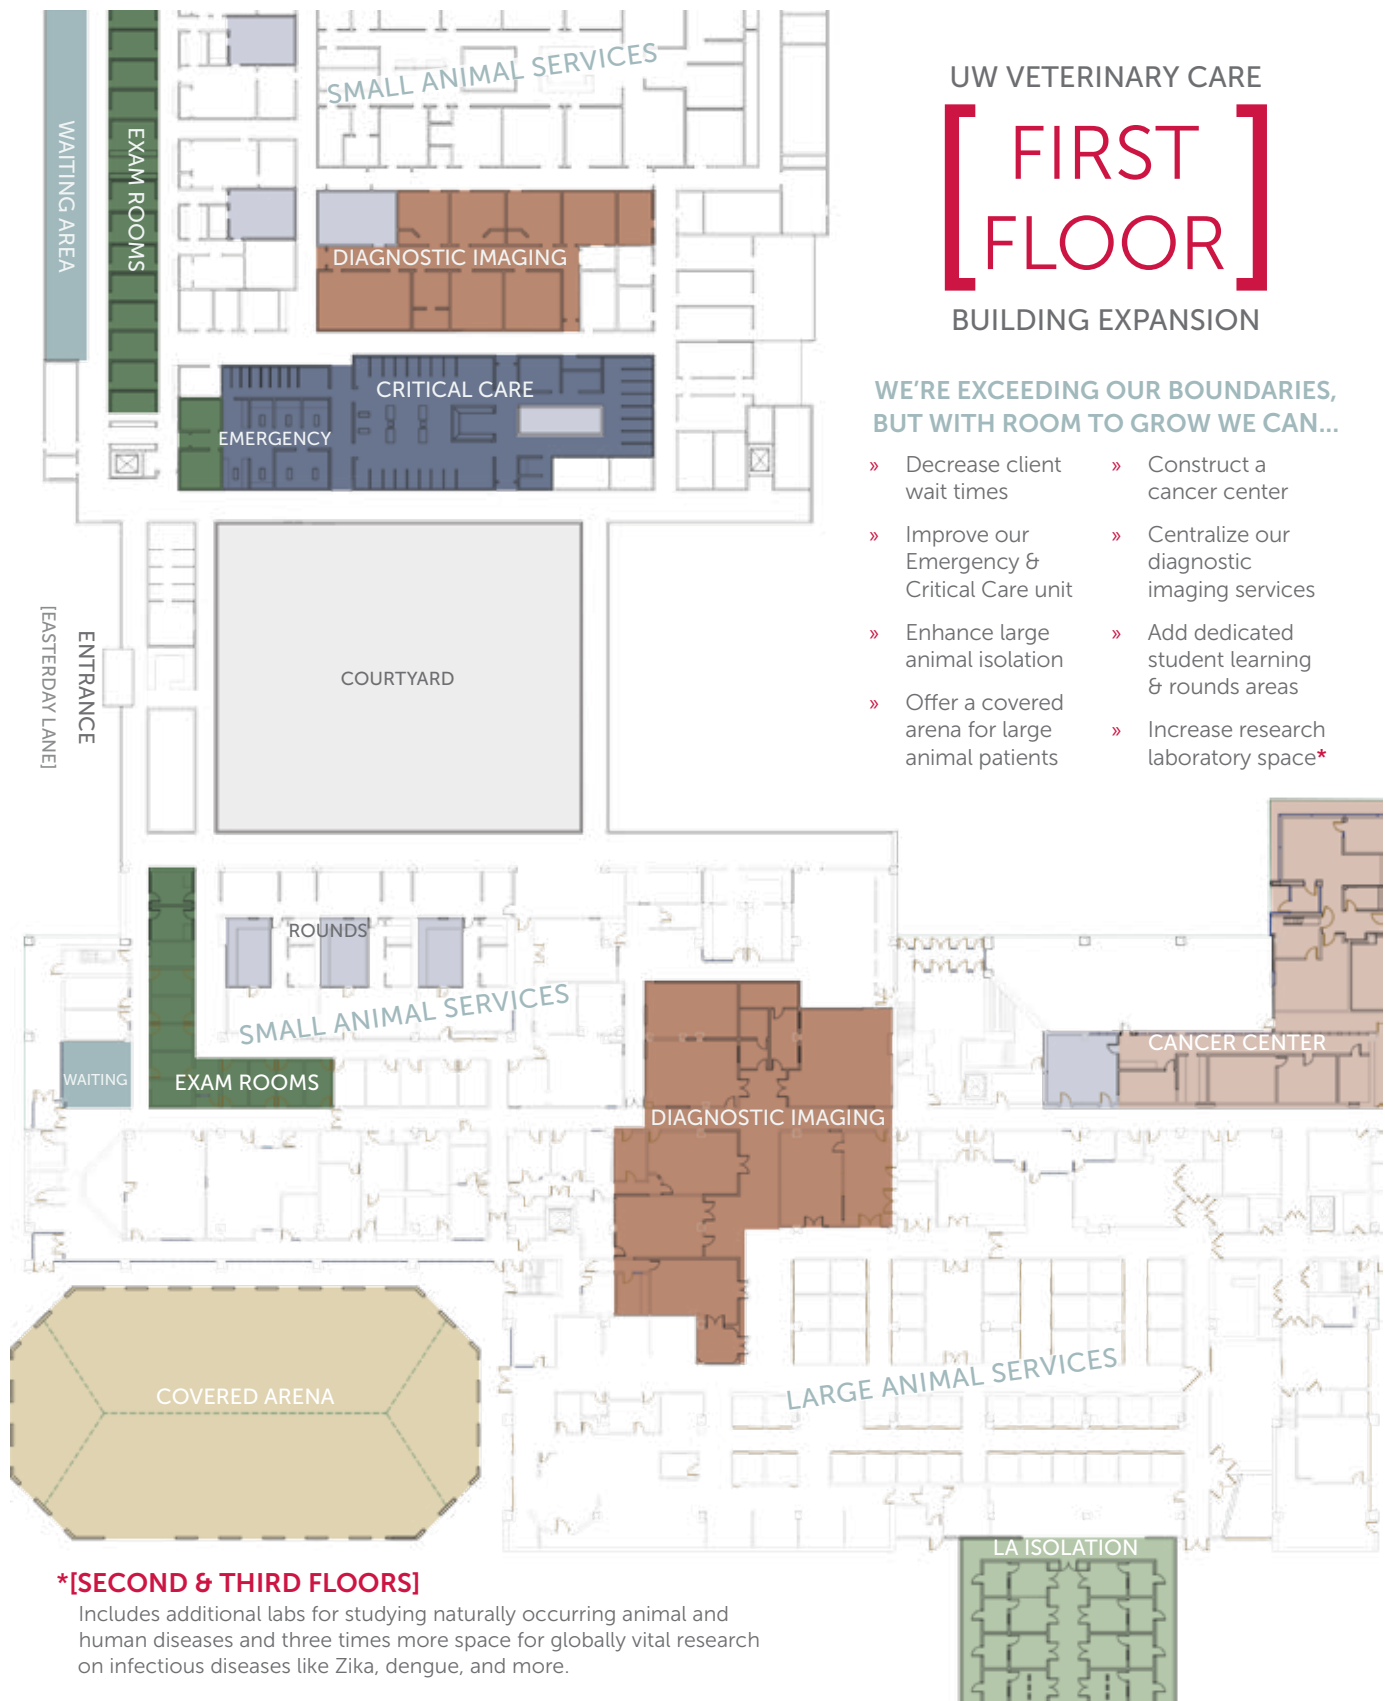 SMALL ANIMAL SERVICES
WAITING AREA
EXAM ROOMS
DIAGNOSTIC IMAGING
CRITICAL CARE
EMERGENCY
UW VETERINARY CARE
FIRST
FLOOR
BUILDING EXPANSION
WE'RE EXCEEDING OUR BOUNDARIES,
BUT WITH ROOM TO GROW WE CAN...
» Decrease client
wait times
» Improve our
Emergency &
Critical Care unit
» Enhance large
animal isolation
» Offer a covered
arena for large
animal patients
» Construct a
cancer center
» Centralize our
diagnostic
imaging services
» Add dedicated
student learning
& rounds areas
» Increase research
laboratory space*
ENTRANCE
[EASTERDAY LANE]
COURTYARD
ROUNDS
SMALL ANIMAL SERVICES
WAITING
EXAM ROOMS
DIAGNOSTIC IMAGING
CANCER CENTER
COVERED ARENA
LARGE ANIMAL SERVICES
LA ISOLATION
*[SECOND & THIRD FLOORS]
Includes additional labs for studying naturally occurring animal and
human diseases and three times more space for globally vital research
on infectious diseases like Zika, dengue, and more.